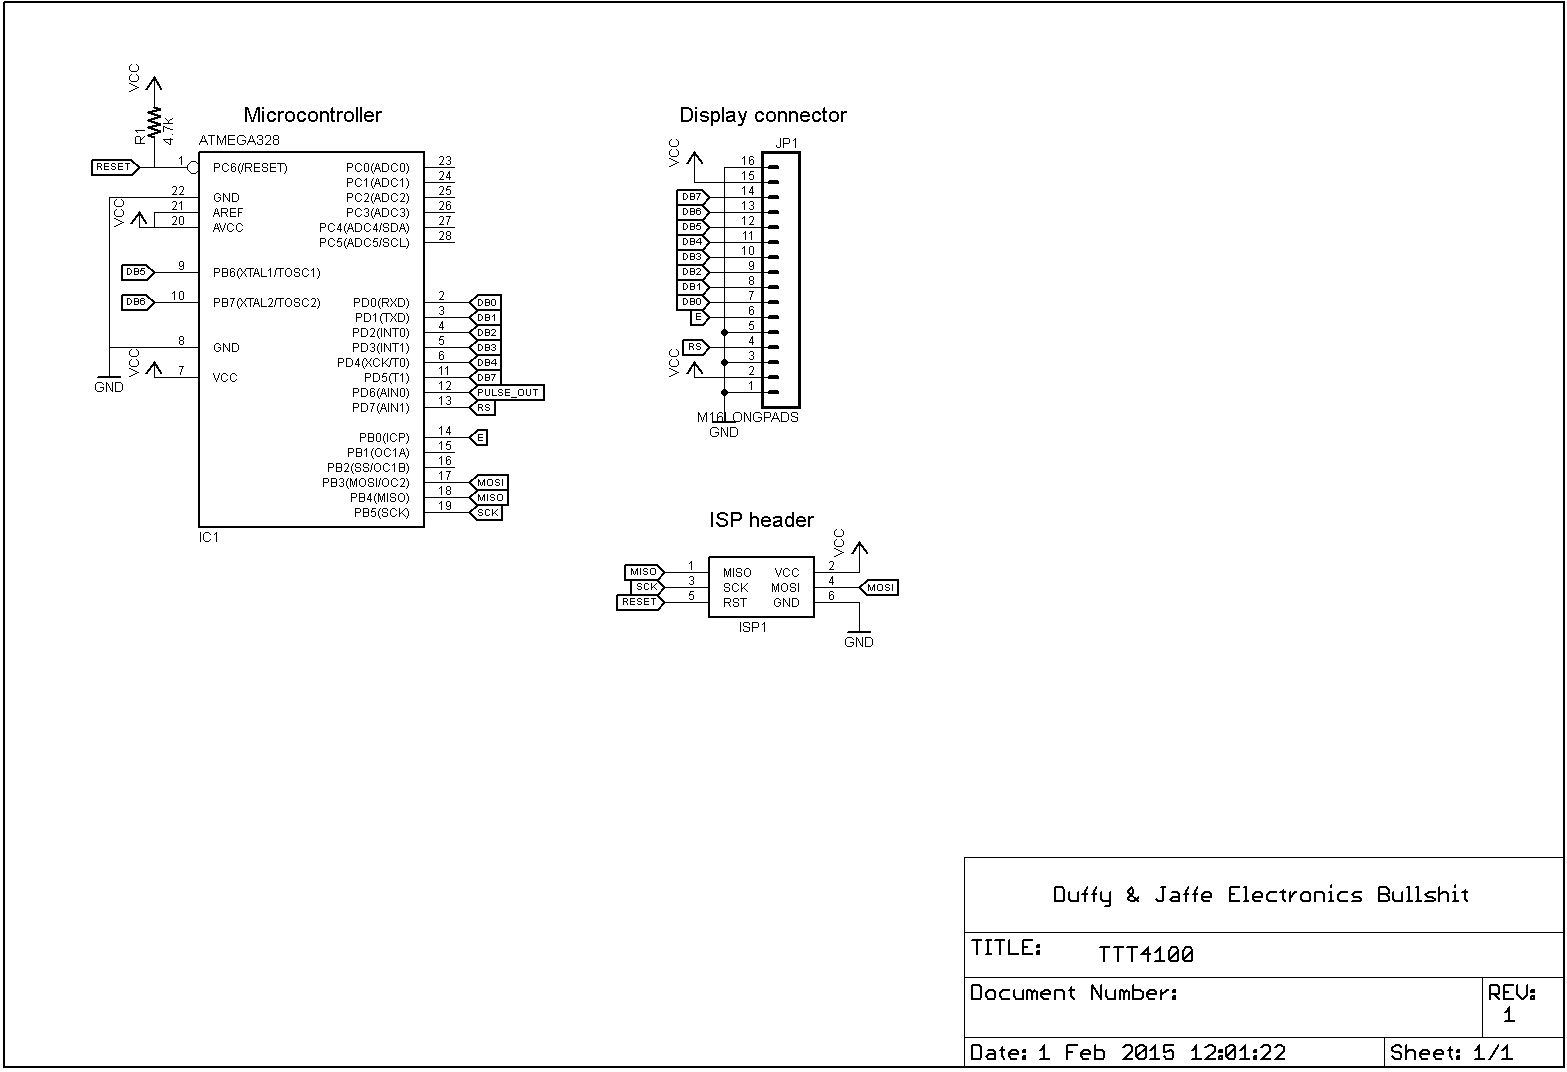 Microcontroller
VCC
R1
4.7k
ATMEGA328
RESET
1 PC6(/RESET)
22 GND
21 AREF
VCC
20 AVCC
DB5 9 PB6(XTAL1/TOSC1)
DB6 10 PB7(XTAL2/TOSC2)
8 GND
VCC
7 VCC
GND
PC0(ADC0) 23
PC1(ADC1) 24
PC2(ADC2) 25
PC3(ADC3) 26
PC4(ADC4/SDA) 27
PC5(ADC5/SCL) 28
PD0(RXD) 2 DB0
PD1(TXD) 3 DB1
PD2(INT0) 4 DB2
PD3(INT1) 5 DB3
PD4(XCK/T0) 6 DB4
PD5(T1) 11 DB7
PD6(AIN0) 12 PULSE_OUT
PD7(AIN1) 13 RS
PB0(ICP) 14 E
PB1(OC1A) 15
PB2(SS/OC1B) 16
PB3(MOSI/OC2) 17 MOSI
PB4(MISO) 18 MISO
PB5(SCK) 19 SCK
IC1
Display connector
JP1
VCC
16
15
DB7 14
DB6 13
DB5 12
DB4 11
DB3 10
DB2 9
DB1 8
DB0 7
E 6
5
RS 4
VCC
3
2
1
M16LONGPADS
GND
ISP header
VCC
MISO 1 MISO VCC 2
SCK 3 SCK MOSI 4 MOSI
RESET 5 RST GND 6
ISP1
GND
Duffy & Jaffe Electronics Bullshit
TITLE: TTT4100
Document Number:
REV:
1
Date: 1 Feb 2015 12:01:22
Sheet: 1/1